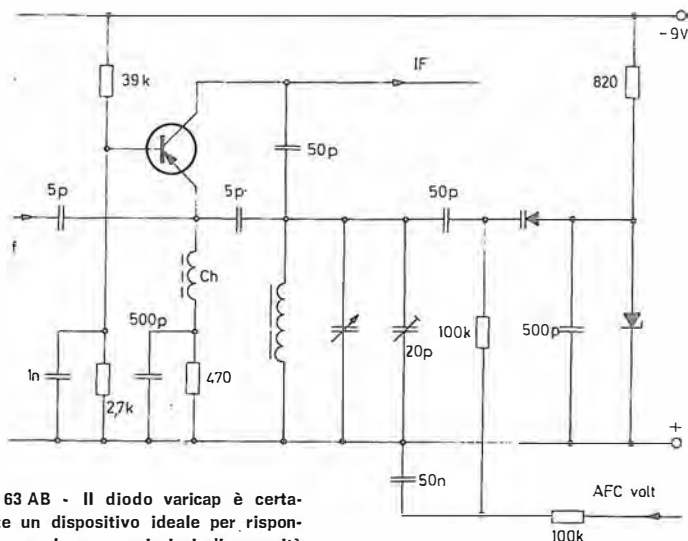 -9V
39k
IF
820
50p
5p
5p
50p
f
Ch
500p
1n
2,7k
470
20p
100k
500p
+
50n
AFC volt
100k
63 AB - Il diodo varicap è certa-
te un dispositivo ideale per rispon-